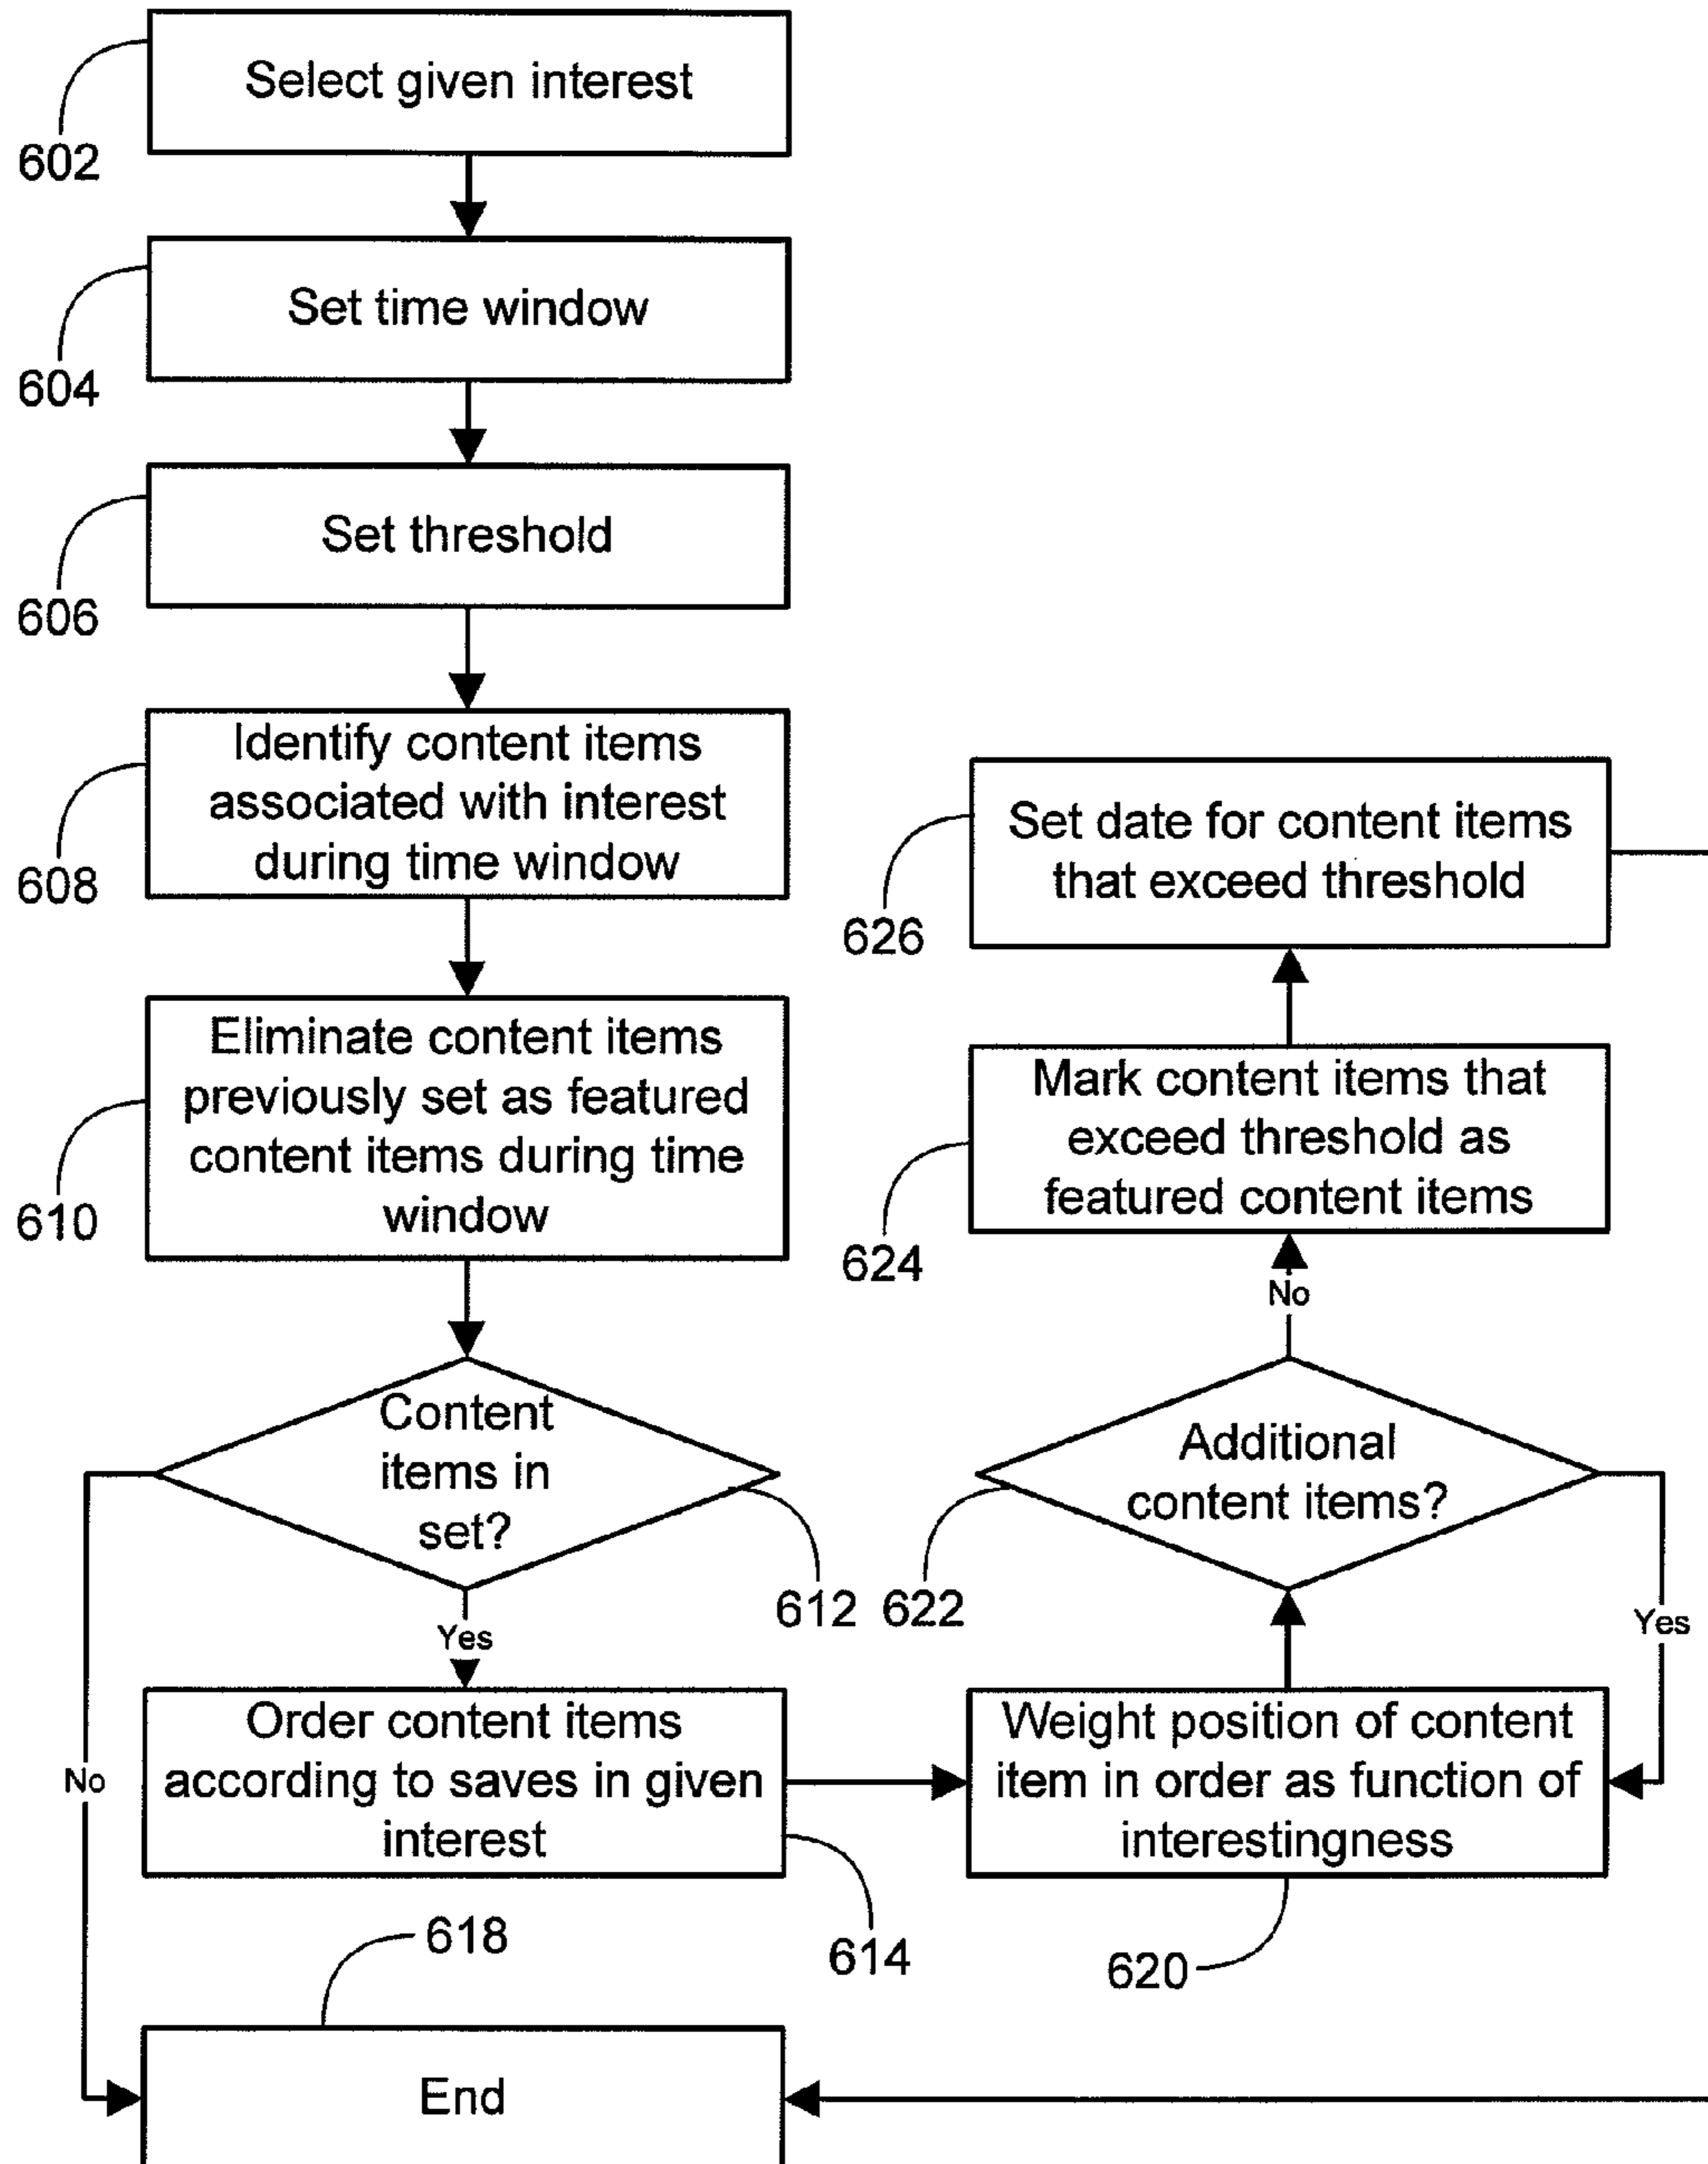 Select given interest
602
Set time window
604
Set threshold
606
Identify content items
associated with interest
during time window
608
Eliminate content items
previously set as featured
content items during time
window
610
Content
items in
set?
612
Yes
No
Order content items
according to saves in given
interest
614
Weight position of content
item in order as function of
interestingness
620
Additional
content items?
622
Yes
No
Mark content items that
exceed threshold as
featured content items
624
Set date for content items
that exceed threshold
626
618
End